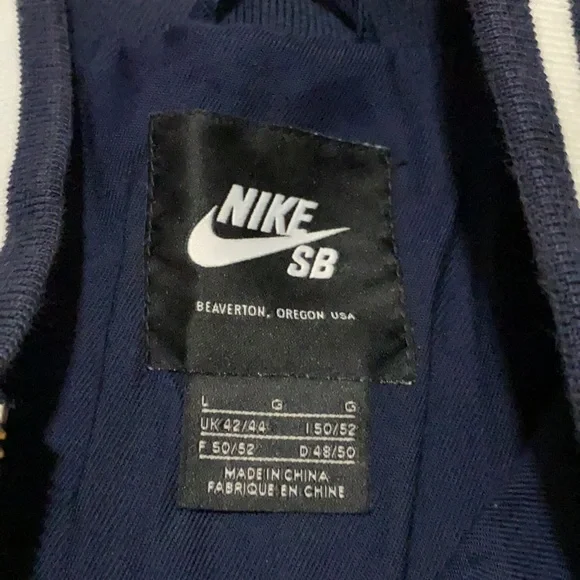 NIKE
SB
BEAVERTON, OREGON USA
L G G
UK 42/44 I 50/52
F 50/52 D 48/50
MADE IN CHINA
FABRIQUE EN CHINE